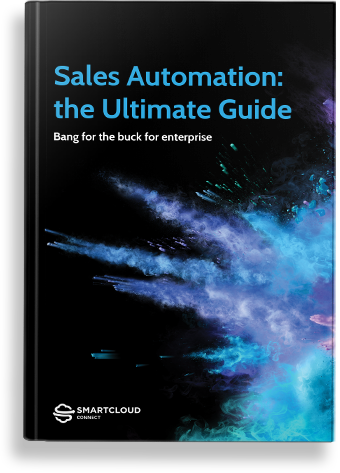 Sales Automation:
the Ultimate Guide
Bang for the buck for enterprise
SMARTCLOUD
CONNECT